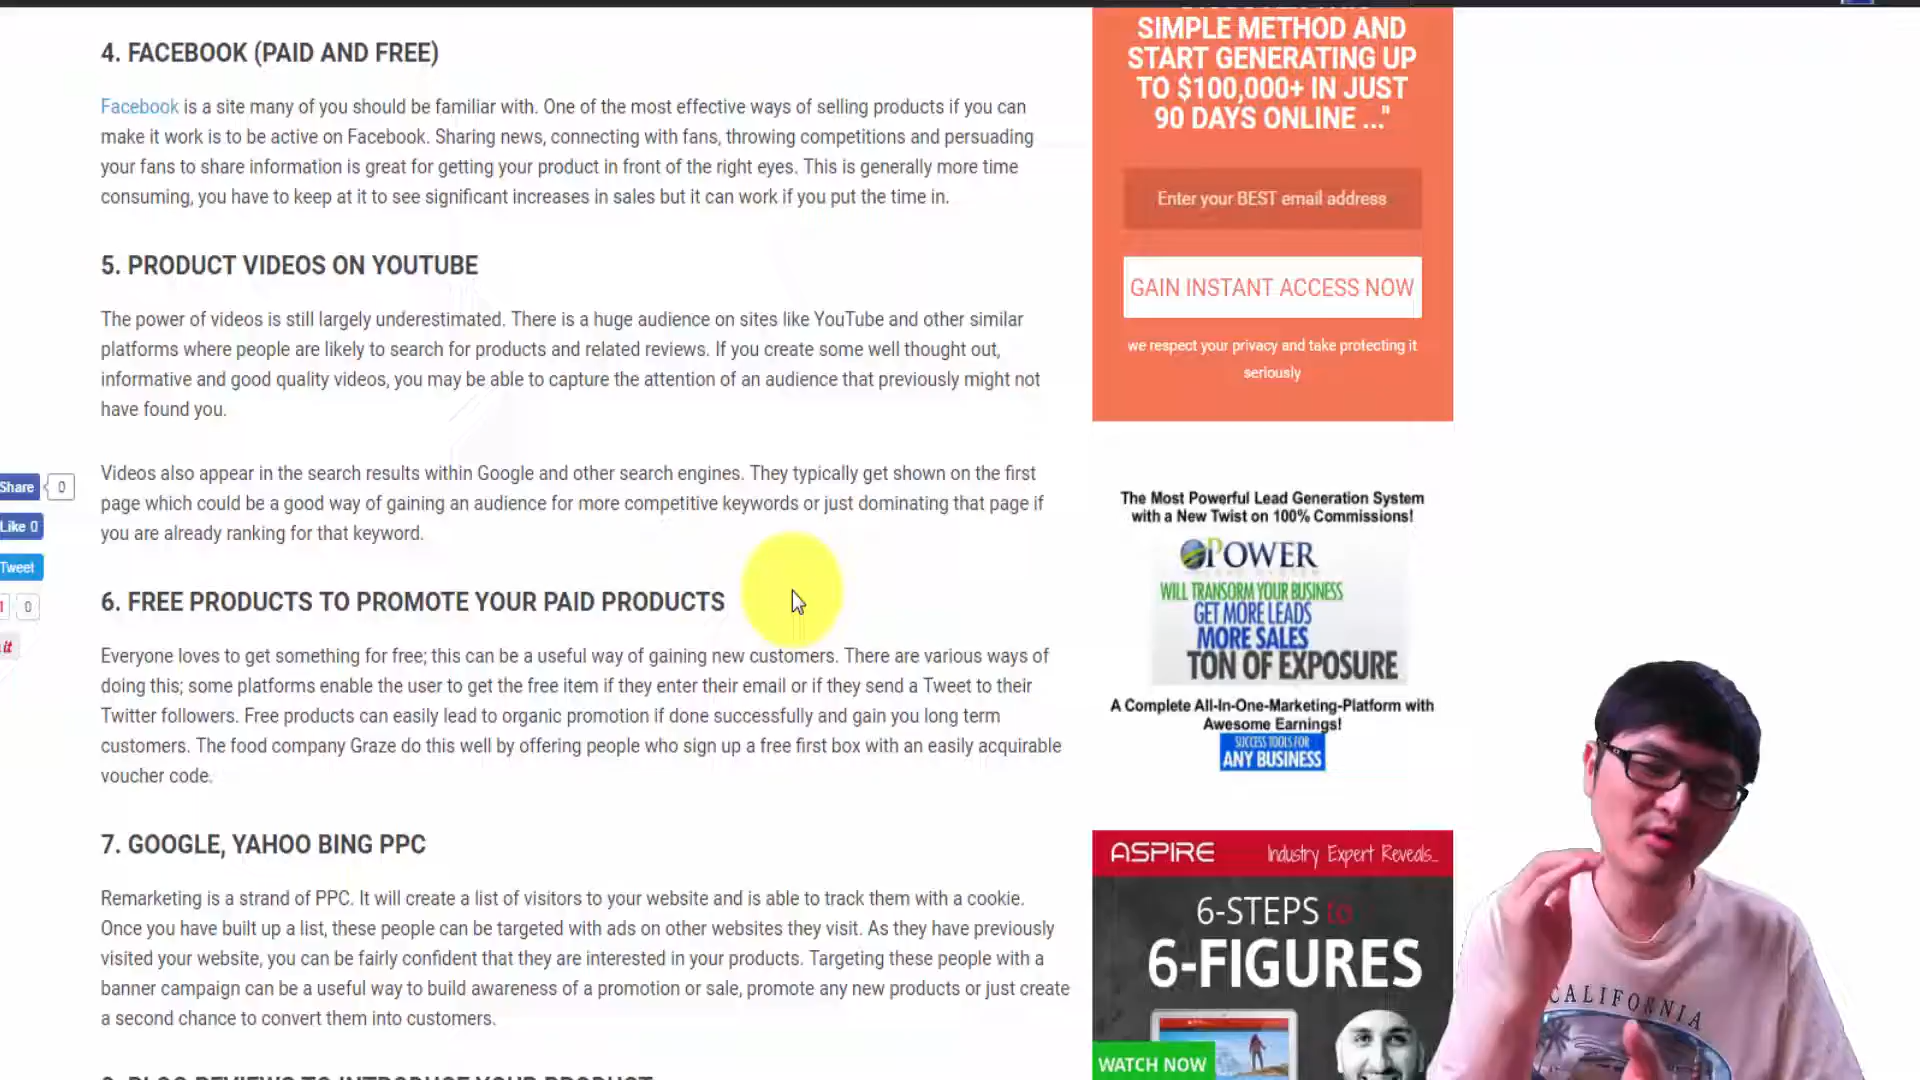 4. FACEBOOK (PAID AND FREE)
Facebook is a site many of you should be familiar with. One of the most effective ways of selling products if you can
make it work is to be active on Facebook. Sharing news, connecting with fans, throwing competitions and persuading
your fans to share information is great for getting your product in front of the right eyes. This is generally more time
consuming, you have to keep at it to see significant increases in sales but it can work if you put the time in.
5. PRODUCT VIDEOS ON YOUTUBE
The power of videos is still largely underestimated. There is a huge audience on sites like YouTube and other similar
platforms where people are likely to search for products and related reviews. If you create some well thought out,
informative and good quality videos, you may be able to capture the attention of an audience that previously might not
have found you.
Videos also appear in the search results within Google and other search engines. They typically get shown on the first
page which could be a good way of gaining an audience for more competitive keywords or just dominating that page if
you are already ranking for that keyword.
6. FREE PRODUCTS TO PROMOTE YOUR PAID PRODUCTS
Everyone loves to get something for free; this can be a useful way of gaining new customers. There are various ways of
doing this; some platforms enable the user to get the free item if they enter their email or if they send a Tweet to their
Twitter followers. Free products can easily lead to organic promotion if done successfully and gain you long term
customers. The food company Graze do this well by offering people who sign up a free first box with an easily acquirable
voucher code.
7. GOOGLE, YAHOO BING PPC
Remarketing is a strand of PPC. It will create a list of visitors to your website and is able to track them with a cookie.
Once you have built up a list, these people can be targeted with ads on other websites they visit. As they have previously
visited your website, you can be fairly confident that they are interested in your products. Targeting these people with a
banner campaign can be a useful way to build awareness of a promotion or sale, promote any new products or just create
a second chance to convert them into customers.
Share 0
Like 0
Tweet
1 0
it
SIMPLE METHOD AND
START GENERATING UP
TO $100,000+ IN JUST
90 DAYS ONLINE ..."
Enter your BEST email address
GAIN INSTANT ACCESS NOW
we respect your privacy and take protecting it
seriously
The Most Powerful Lead Generation System
with a New Twist on 100% Commissions!
POWER
WILL TRANSORM YOUR BUSINESS
GET MORE LEADS
MORE SALES
TON OF EXPOSURE
A Complete All-In-One-Marketing-Platform with
Awesome Earnings!
SUCCESS TOOLS FOR
ANY BUSINESS
ASPIRE Industry Expert Reveals...
6-STEPS to
6-FIGURES
WATCH NOW
CALIFORNIA